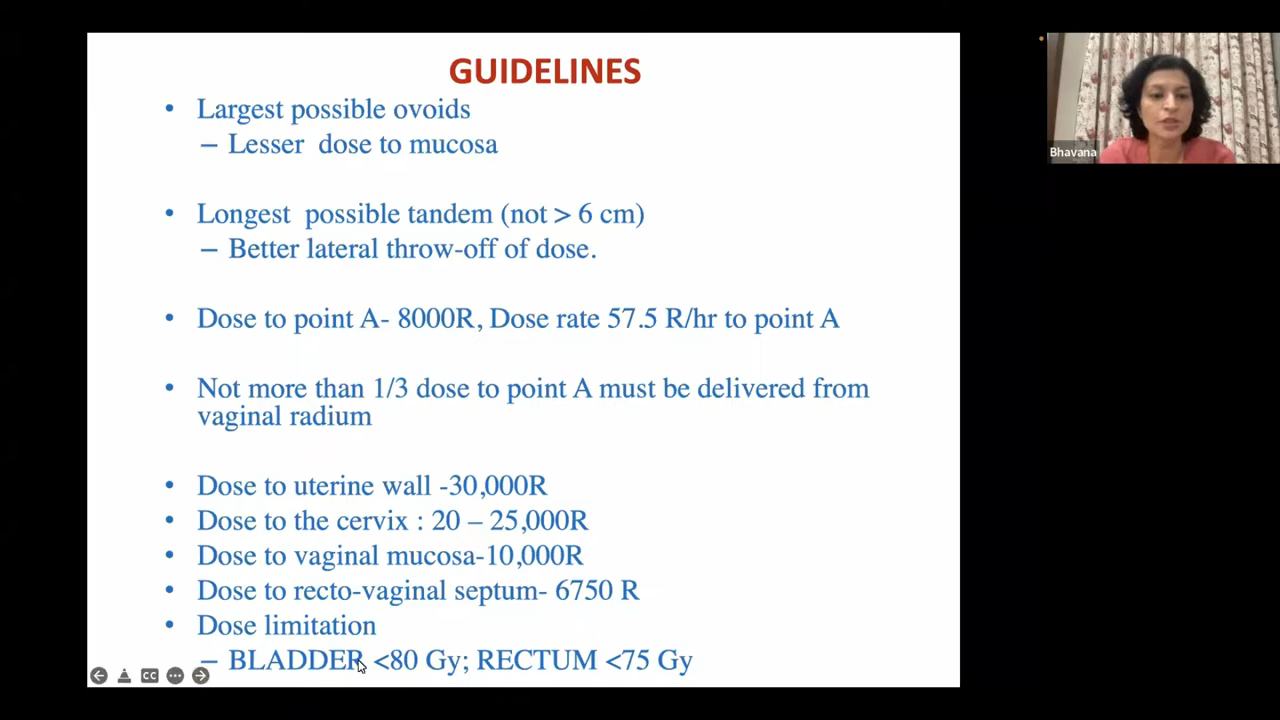 GUIDELINES
• Largest possible ovoids
– Lesser dose to mucosa
• Longest possible tandem (not > 6 cm)
– Better lateral throw-off of dose.
• Dose to point A- 8000R, Dose rate 57.5 R/hr to point A
• Not more than 1/3 dose to point A must be delivered from
vaginal radium
• Dose to uterine wall -30,000R
• Dose to the cervix : 20 – 25,000R
• Dose to vaginal mucosa-10,000R
• Dose to recto-vaginal septum- 6750 R
• Dose limitation
– BLADDER <80 Gy; RECTUM <75 Gy
CC
Bhavana